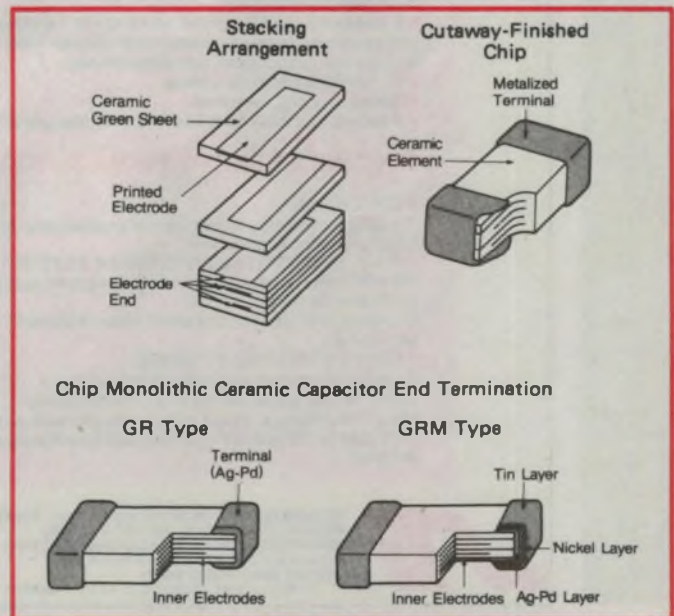 Stacking
Arrangement
Ceramic
Green Sheet
Printed
Electrode
Electrode
End
Cutaway-Finished
Chip
Metalized
Terminal
Ceramic
Element
Chip Monolithic Ceramic Capacitor End Termination
GR Type
Terminal
(Ag-Pd)
Inner Electrodes
GRM Type
Tin Layer
Nickel Layer
Inner Electrodes
Ag-Pd Layer